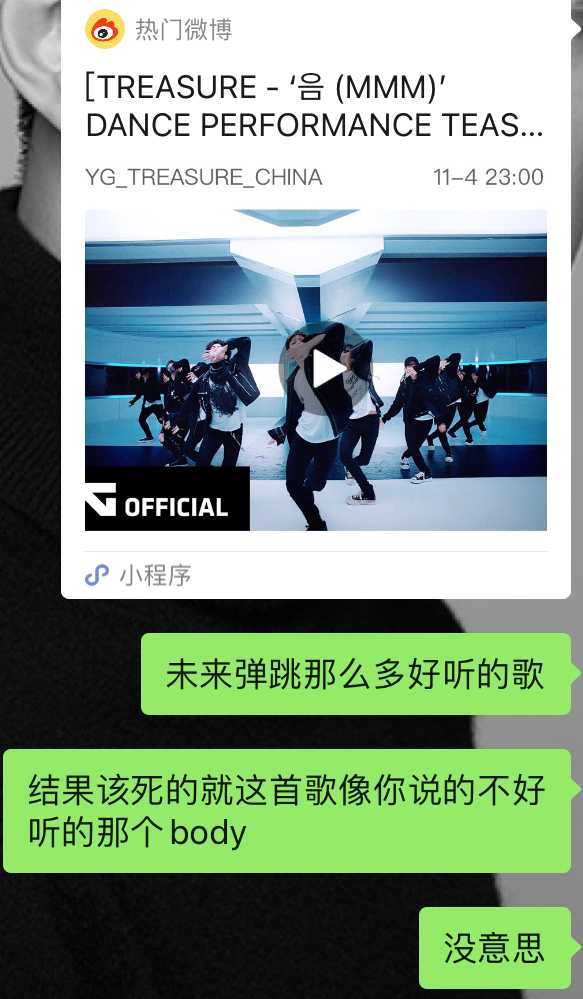 热门微博
[TREASURE - ‘음 (MMM)’
DANCE PERFORMANCE TEAS...
YG_TREASURE_CHINA 11-4 23:00
YG OFFICIAL
小程序
未来弹跳那么多好听的歌
结果该死的就这首歌像你说的不好
听的那个body
没意思